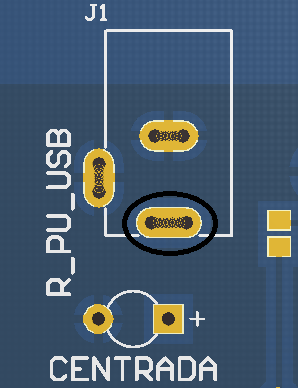 J1
R_PU_USB
+
CENTRADA